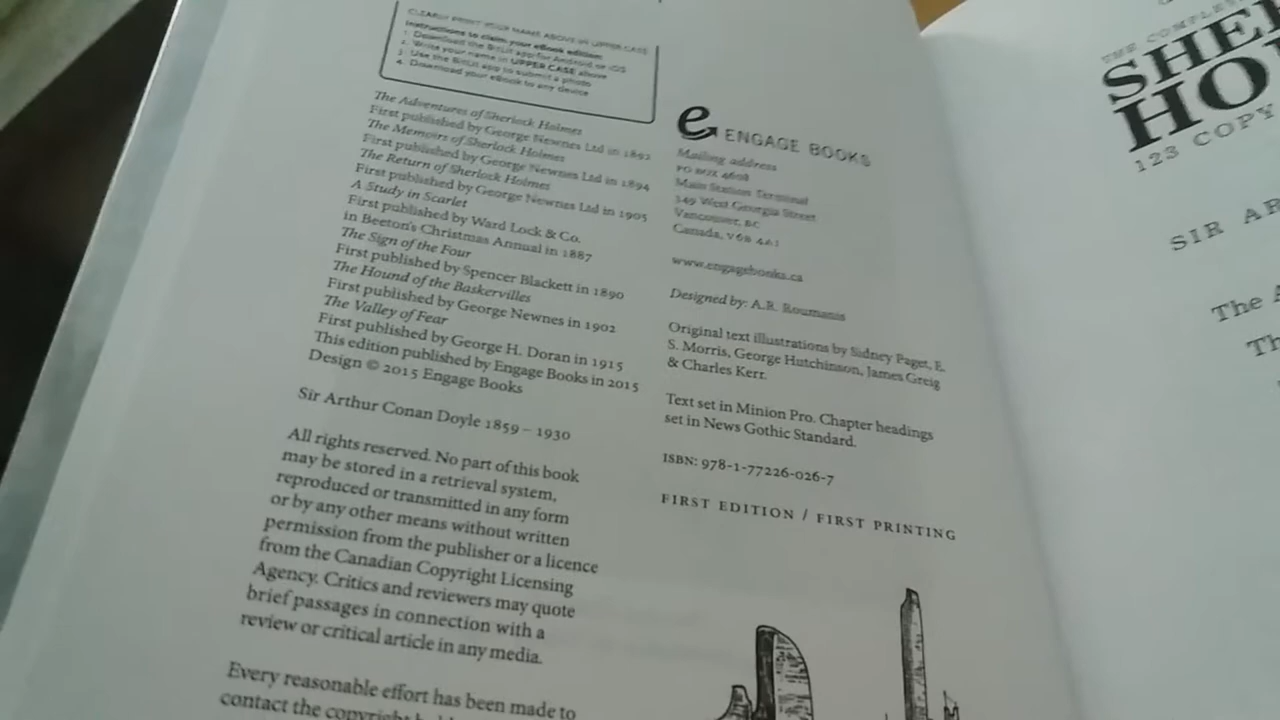 CLEARLY PRINT YOUR NAME ABOVE IN UPPER CASE
Instructions to claim your eBook edition:
1. Download the BitLit app for Android or iOS
2. Write your name in UPPER CASE above
3. Use the BitLit app to submit a photo
4. Download your eBook to any device
The Adventures of Sherlock Holmes
First published by George Newnes Ltd in 1892
The Memoirs of Sherlock Holmes
First published by George Newnes Ltd in 1894
The Return of Sherlock Holmes
First published by George Newnes Ltd in 1905
A Study in Scarlet
First published by Ward Lock & Co.
in Beeton's Christmas Annual in 1887
The Sign of the Four
First published by Spencer Blackett in 1890
The Hound of the Baskervilles
First published by George Newnes in 1902
The Valley of Fear
First published by George H. Doran in 1915
This edition published by Engage Books in 2015
Design © 2015 Engage Books
Sir Arthur Conan Doyle 1859 – 1930
All rights reserved. No part of this book
may be stored in a retrieval system,
reproduced or transmitted in any form
or by any other means without written
permission from the publisher or a licence
from the Canadian Copyright Licensing
Agency. Critics and reviewers may quote
brief passages in connection with a
review or critical article in any media.
Every reasonable effort has been made to
contact the copyright
e ENGAGE BOOKS
Mailing address
PO BOX 4608
Main Station Terminal
349 West Georgia Street
Vancouver, BC
Canada, V6B 4A1
www.engagebooks.ca
Designed by: A.R. Roumanis
Original text illustrations by Sidney Paget, E.
S. Morris, George Hutchinson, James Greig
& Charles Kerr.
Text set in Minion Pro. Chapter headings
set in News Gothic Standard.
ISBN: 978-1-77226-026-7
FIRST EDITION / FIRST PRINTING
THE COMPLE
SHE
HO
123 COPY
SIR AR
The A
Th